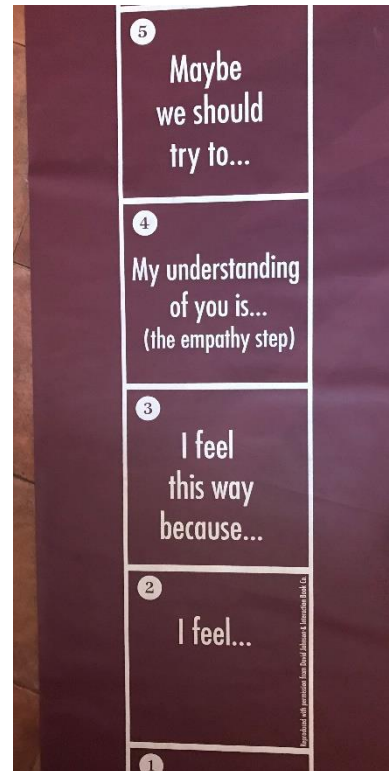 5
Maybe
we should
try to...
4
My understanding
of you is...
(the empathy step)
3
I feel
this way
because...
2
I feel...
Reproduced with permission from David Johnson & Interaction Book Co.
1